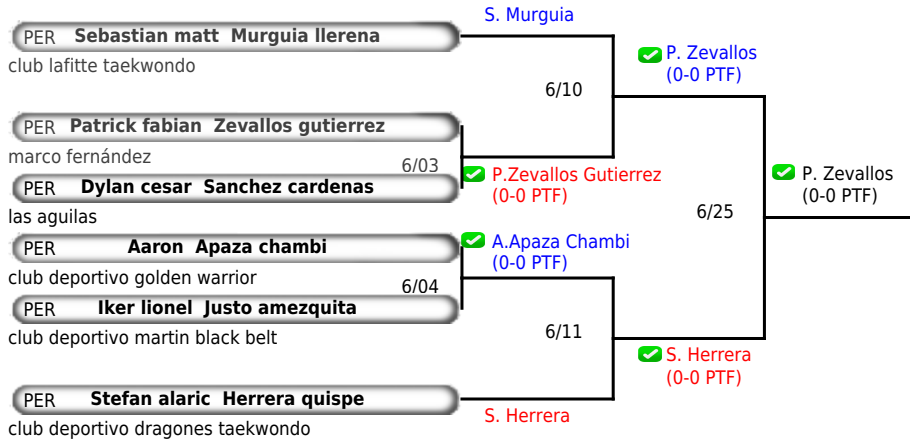 S. Murguia
PER Sebastian matt Murguia llerena
club lafitte taekwondo
P. Zevallos
(0-0 PTF)
6/10
PER Patrick fabian Zevallos gutierrez
marco fernández
6/03
P.Zevallos Gutierrez
(0-0 PTF)
P. Zevallos
(0-0 PTF)
PER Dylan cesar Sanchez cardenas
las aguilas
6/25
PER Aaron Apaza chambi
club deportivo golden warrior
A.Apaza Chambi
(0-0 PTF)
6/04
PER Iker lionel Justo amezquita
club deportivo martin black belt
6/11
S. Herrera
(0-0 PTF)
PER Stefan alaric Herrera quispe
club deportivo dragones taekwondo
S. Herrera